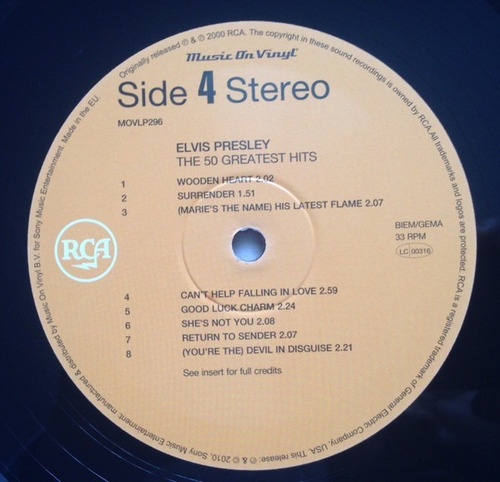 Originally released ℗ & © 2000 RCA. The copyright in these sound recordings is owned by RCA. All trademarks and logos are protected. RCA is a registered trademark of General Electric Company, USA. This release: ℗ & © 2010, Sony Music Entertainment. manufactured & distributed by Music On Vinyl B.V. for Sony Music Entertainment. Made in the EU.
Music On Vinyl
Side 4 Stereo
MOVLP296
ELVIS PRESLEY
THE 50 GREATEST HITS
1 WOODEN HEART 2.02
2 SURRENDER 1.51
3 (MARIE'S THE NAME) HIS LATEST FLAME 2.07
BIEM/GEMA
33 RPM
LC 00316
RCA
4 CAN'T HELP FALLING IN LOVE 2.59
5 GOOD LUCK CHARM 2.24
6 SHE'S NOT YOU 2.08
7 RETURN TO SENDER 2.07
8 (YOU'RE THE) DEVIL IN DISGUISE 2.21
See insert for full credits